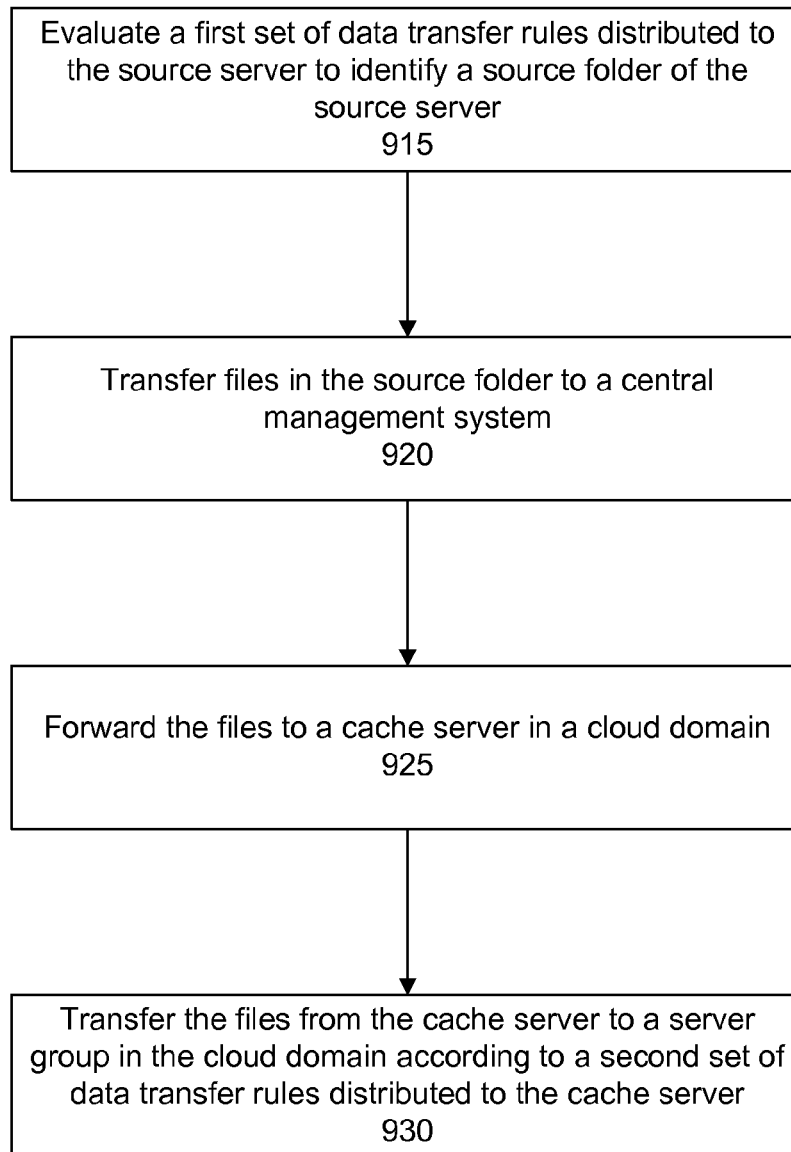 Evaluate a first set of data transfer rules distributed to
the source server to identify a source folder of the
source server
915
Transfer files in the source folder to a central
management system
920
Forward the files to a cache server in a cloud domain
925
Transfer the files from the cache server to a server
group in the cloud domain according to a second set of
data transfer rules distributed to the cache server
930